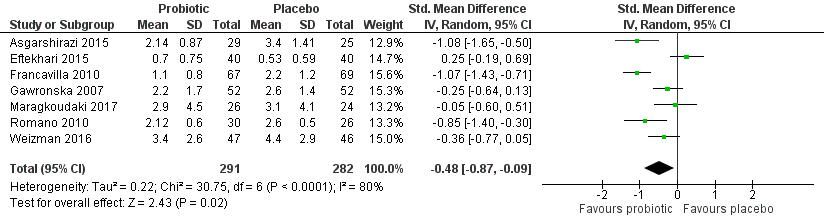 Probiotic Placebo Std. Mean Difference Std. Mean Difference
Study or Subgroup Mean SD Total Mean SD Total Weight IV, Random, 95% CI IV, Random, 95% CI
Asgarshirazi 2015 2.14 0.87 29 3.4 1.41 25 12.9% -1.08 [-1.65, -0.50]
Eftekhari 2015 0.7 0.75 40 0.53 0.59 40 14.7% 0.25 [-0.19, 0.69]
Francavilla 2010 1.1 0.8 67 2.2 1.2 69 15.7% -1.07 [-1.43, -0.71]
Gawronska 2007 2.2 1.7 52 2.6 1.4 52 15.5% -0.25 [-0.64, 0.13]
Maragkoudaki 2017 2.9 4.5 26 3.1 4.1 24 13.0% -0.05 [-0.60, 0.51]
Romano 2010 2.12 0.6 30 2.6 0.5 26 13.0% -0.85 [-1.40, -0.30]
Weizman 2016 3.4 2.6 47 4.4 2.9 46 15.2% -0.36 [-0.77, 0.05]
Total (95% CI) 291 282 100.0% -0.48 [-0.87, -0.09]
Heterogeneity: Tau² = 0.22; Chi² = 30.75, df = 6 (P < 0.0001); I² = 80%
Test for overall effect: Z = 2.43 (P = 0.02)
-2 -1 0 1 2
Favours probiotic Favours placebo